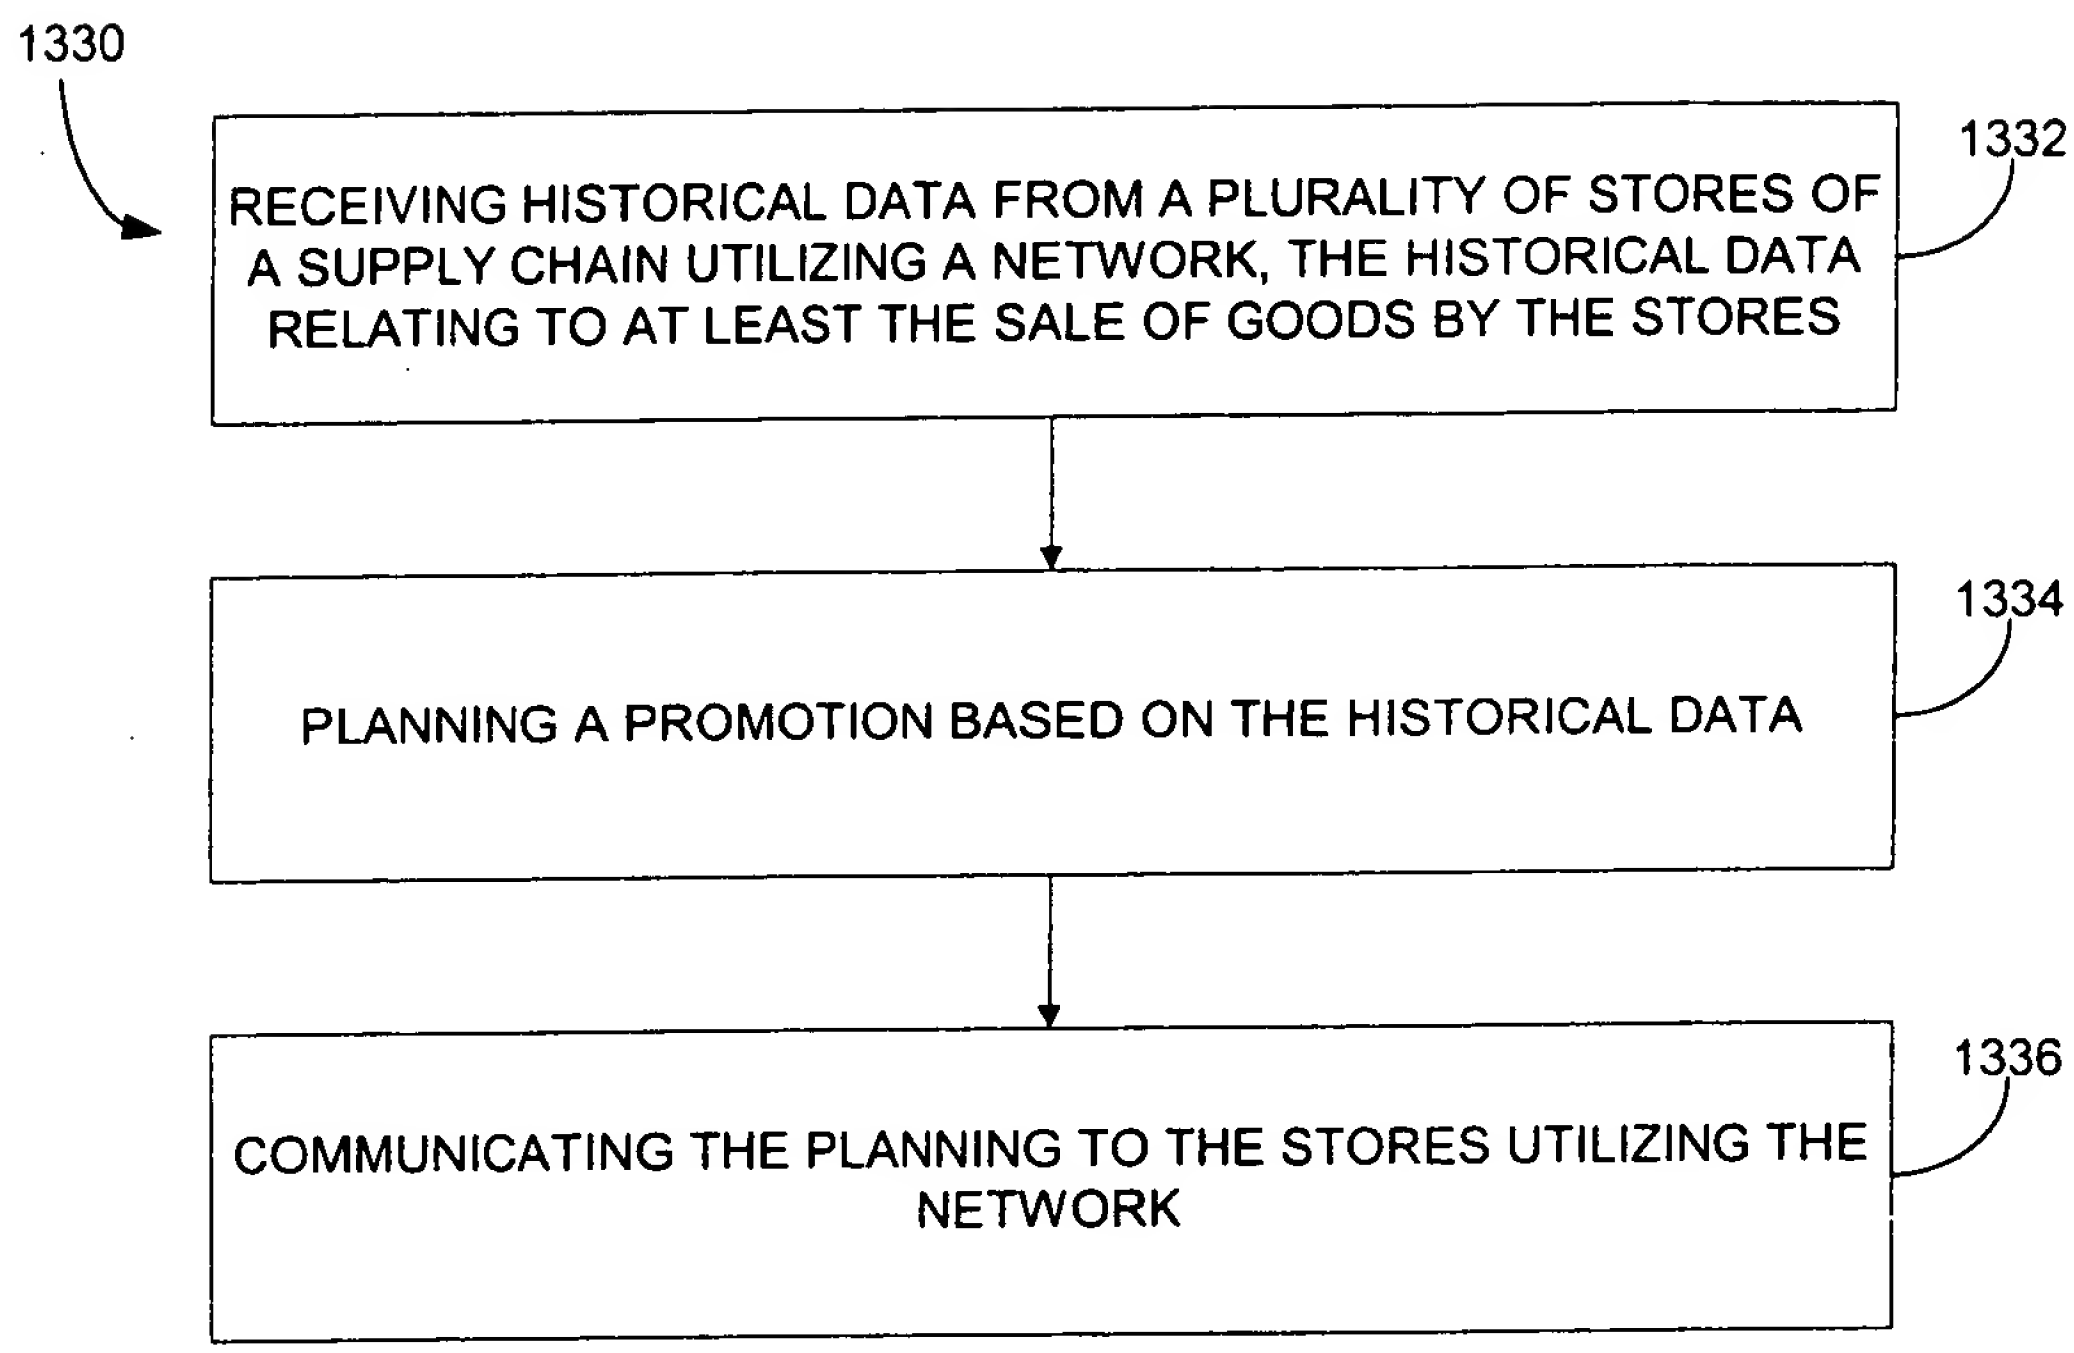 1330
1332
RECEIVING HISTORICAL DATA FROM A PLURALITY OF STORES OF
A SUPPLY CHAIN UTILIZING A NETWORK, THE HISTORICAL DATA
RELATING TO AT LEAST THE SALE OF GOODS BY THE STORES
1334
PLANNING A PROMOTION BASED ON THE HISTORICAL DATA
1336
COMMUNICATING THE PLANNING TO THE STORES UTILIZING THE
NETWORK